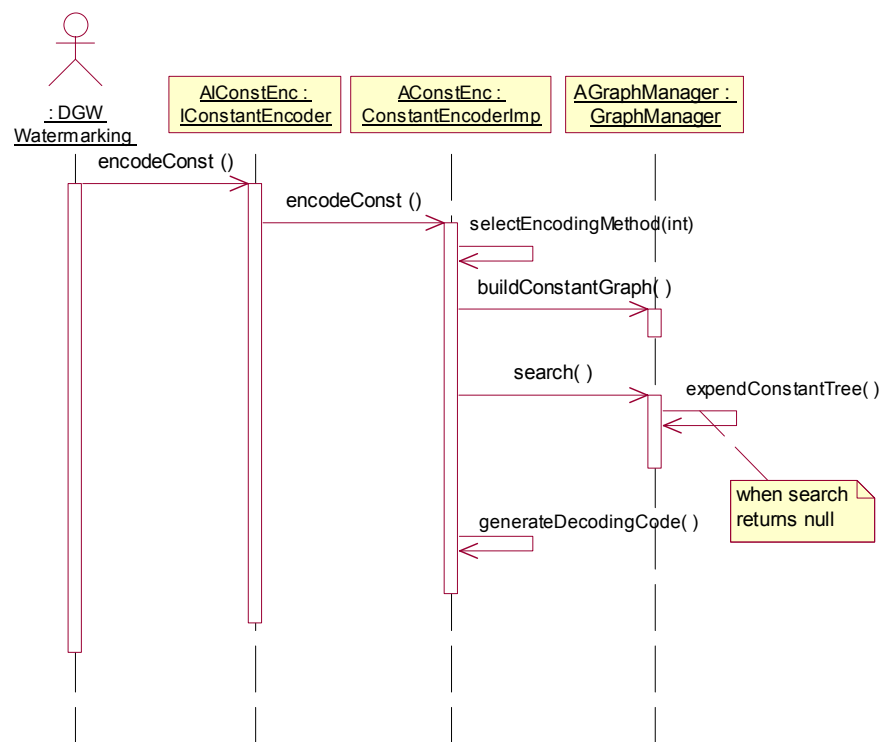 : DGW
Watermarking
AIConstEnc :
IConstantEncoder
AConstEnc :
ConstantEncoderImp
AGraphManager :
GraphManager
encodeConst ()
encodeConst ()
selectEncodingMethod(int)
buildConstantGraph( )
search( )
expendConstantTree( )
when search
returns null
generateDecodingCode( )